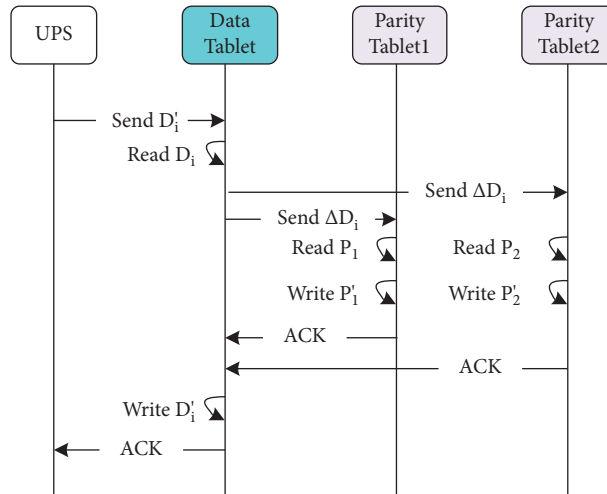 UPS
Data
Tablet
Parity
Tablet1
Parity
Tablet2
Send D'ᵢ
Read Dᵢ
Send ΔDᵢ
Send ΔDᵢ
Read P₁
Read P₂
Write P'₁
Write P'₂
ACK
ACK
Write D'ᵢ
ACK